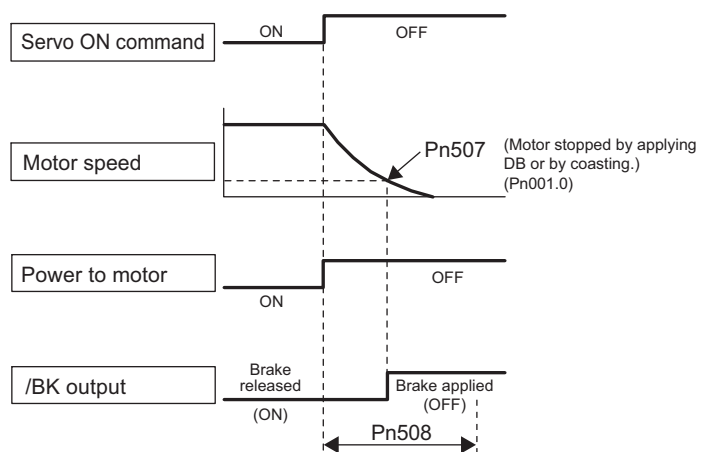 Servo ON command
ON
OFF
Motor speed
Pn507
(Motor stopped by applying
DB or by coasting.)
(Pn001.0)
Power to motor
ON
OFF
/BK output
Brake
released
(ON)
Brake applied
(OFF)
Pn508